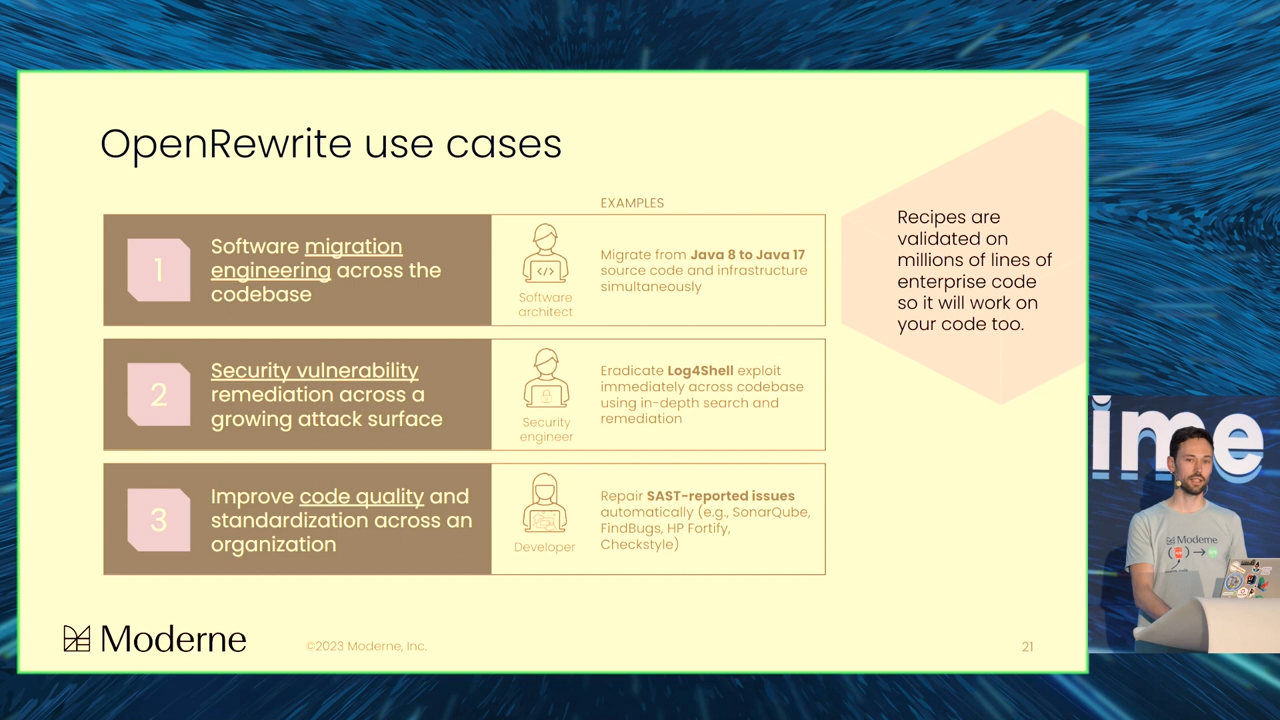 OpenRewrite use cases
EXAMPLES
1
Software migration
engineering across the
codebase
Software
architect
Migrate from Java 8 to Java 17
source code and infrastructure
simultaneously
2
Security vulnerability
remediation across a
growing attack surface
Security
engineer
Eradicate Log4Shell exploit
immediately across codebase
using in-depth search and
remediation
3
Improve code quality and
standardization across an
organization
Developer
Repair SAST-reported issues
automatically (e.g., SonarQube,
FindBugs, HP Fortify,
Checkstyle)
Recipes are
validated on
millions of lines of
enterprise code
so it will work on
your code too.
Moderne
©2023 Moderne, Inc.
21
ime
Moderne